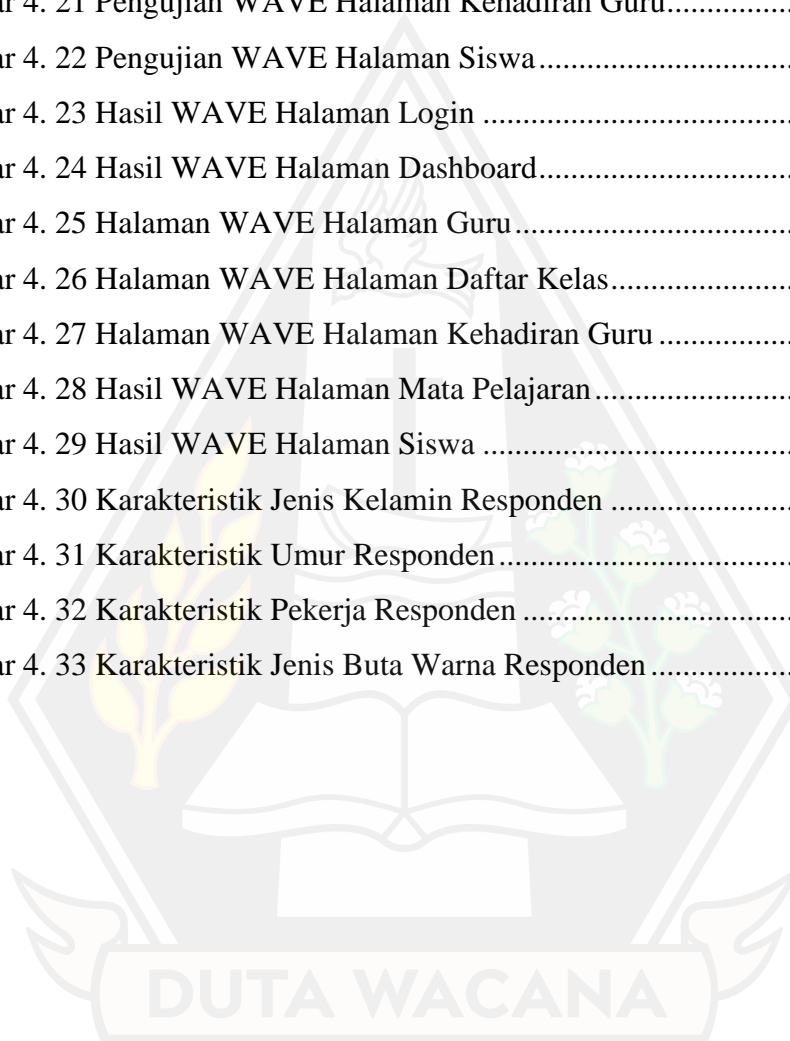 ar 4. 21 Pengujian WAVE Halaman Kehadiran Guru....................
ar 4. 22 Pengujian WAVE Halaman Siswa.................................
ar 4. 23 Hasil WAVE Halaman Login ........................................
ar 4. 24 Hasil WAVE Halaman Dashboard.................................
ar 4. 25 Halaman WAVE Halaman Guru....................................
ar 4. 26 Halaman WAVE Halaman Daftar Kelas........................
ar 4. 27 Halaman WAVE Halaman Kehadiran Guru ..................
ar 4. 28 Hasil WAVE Halaman Mata Pelajaran..........................
ar 4. 29 Hasil WAVE Halaman Siswa ........................................
ar 4. 30 Karakteristik Jenis Kelamin Responden ........................
ar 4. 31 Karakteristik Umur Responden......................................
ar 4. 32 Karakteristik Pekerja Responden ...................................
ar 4. 33 Karakteristik Jenis Buta Warna Responden...................
DUTA WACANA